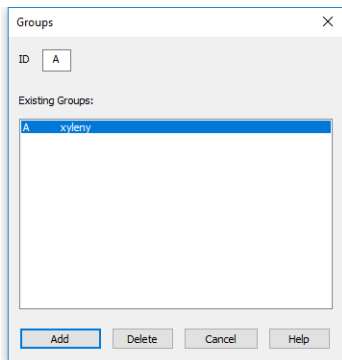 Groups
ID A
Existing Groups:
A xyleny
Add Delete Cancel Help